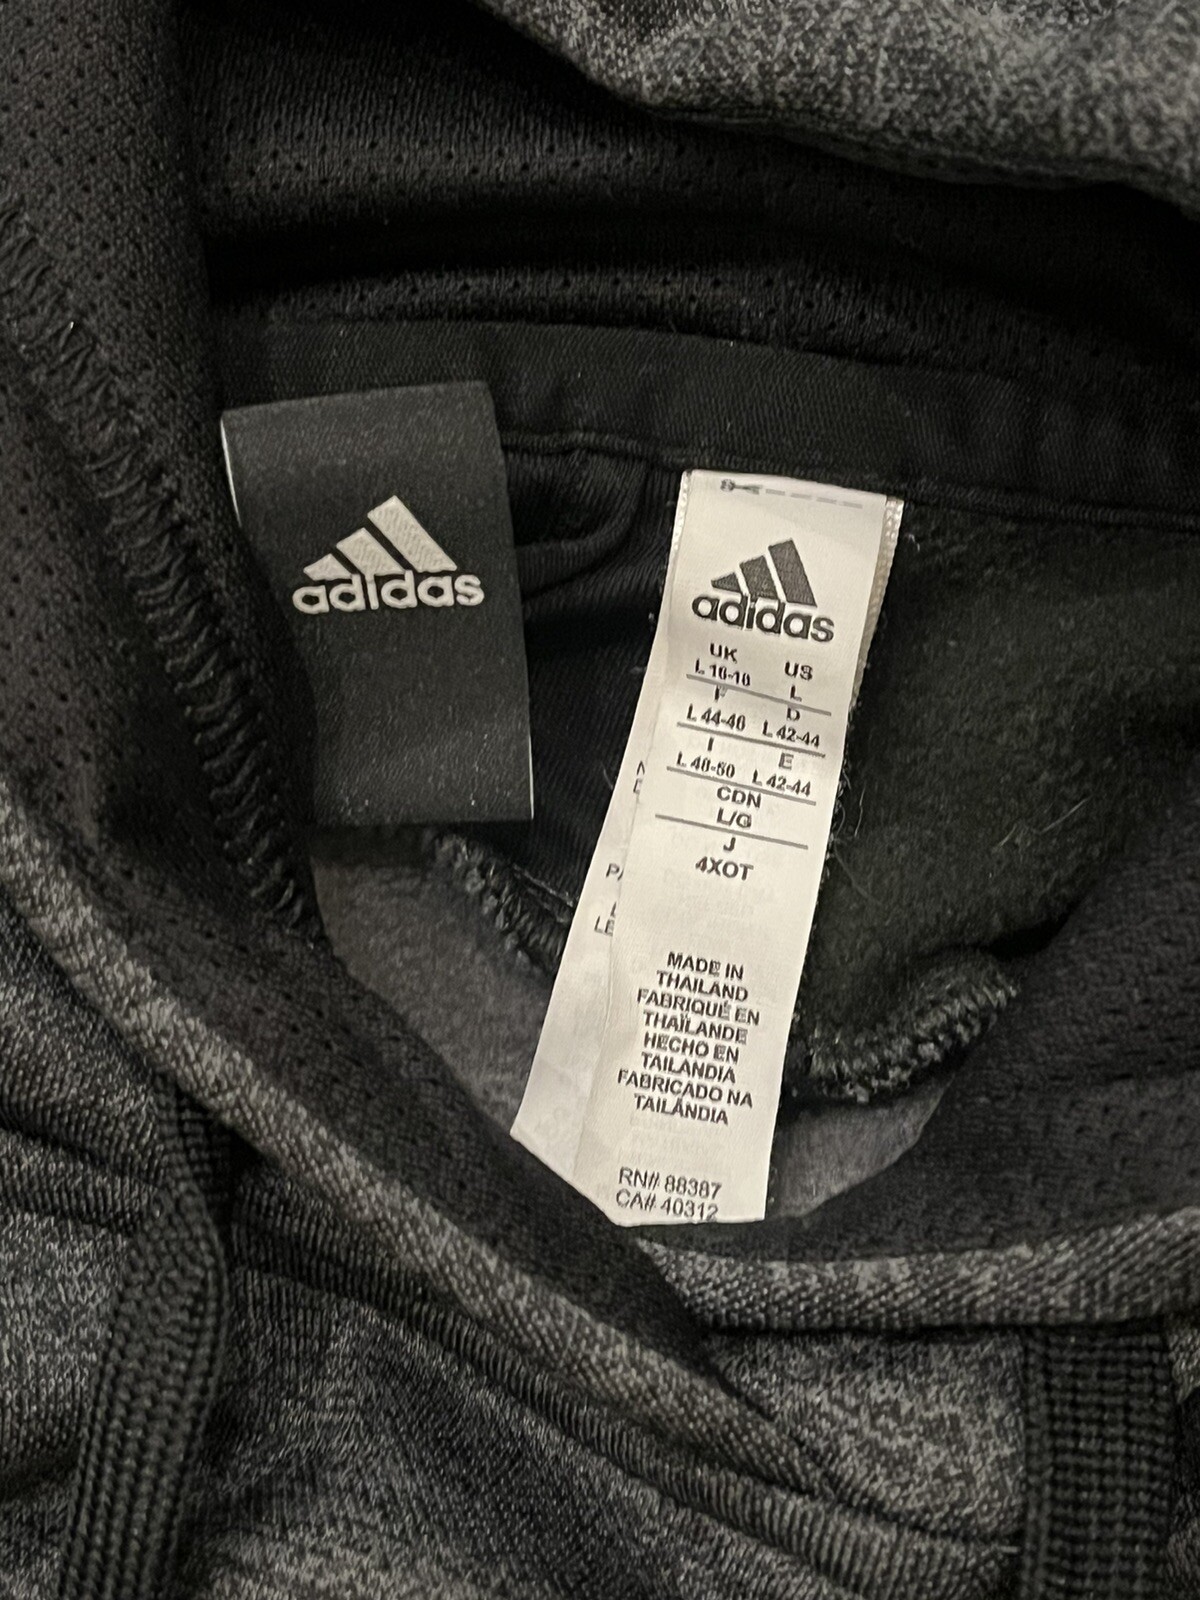 adidas
adidas
UK US
L 16-18 L
F D
L 44-46 L 42-44
I E
L 48-50 L 42-44
CDN
L/G
J
4XOT
MADE IN
THAILAND
FABRIQUÉ EN
THAÏLANDE
HECHO EN
TAILANDIA
FABRICADO NA
TAILÂNDIA
RN# 88387
CA# 40312